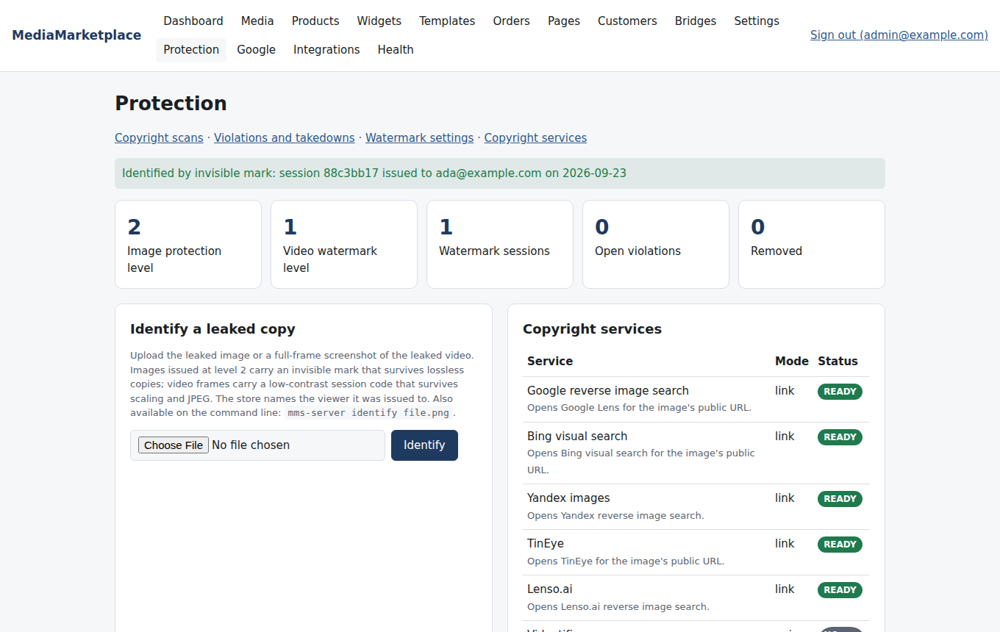 MediaMarketplace
Dashboard Media Products Widgets Templates Orders Pages Customers Bridges Settings
Protection Google Integrations Health
Sign out (admin@example.com)
Protection
Copyright scans · Violations and takedowns · Watermark settings · Copyright services
Identified by invisible mark: session 88c3bb17 issued to ada@example.com on 2026-09-23
2
Image protection
level
1
Video watermark
level
1
Watermark sessions
0
Open violations
0
Removed
Identify a leaked copy
Upload the leaked image or a full-frame screenshot of the leaked video.
Images issued at level 2 carry an invisible mark that survives lossless
copies; video frames carry a low-contrast session code that survives
scaling and JPEG. The store names the viewer it was issued to. Also
available on the command line: mms-server identify file.png .
Choose File No file chosen
Identify
Copyright services
Service Mode Status
Google reverse image search link READY
Opens Google Lens for the image's public URL.
Bing visual search link READY
Opens Bing visual search for the image's public
URL.
Yandex images link READY
Opens Yandex reverse image search.
TinEye link READY
Opens TinEye for the image's public URL.
Lenso.ai link READY
Opens Lenso.ai reverse image search.